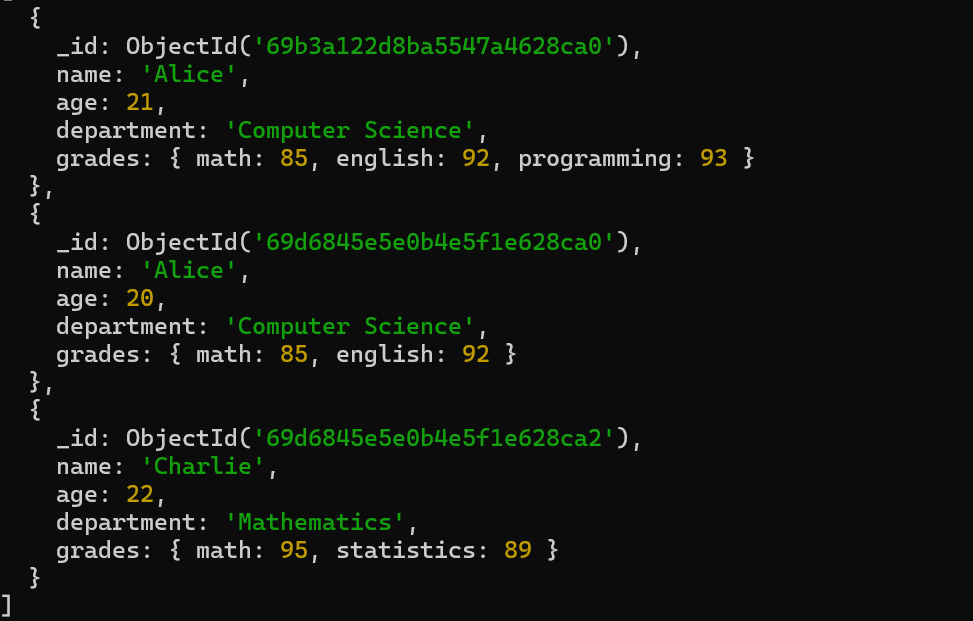 {
_id: ObjectId('69b3a122d8ba5547a4628ca0'),
name: 'Alice',
age: 21,
department: 'Computer Science',
grades: { math: 85, english: 92, programming: 93 }
},
{
_id: ObjectId('69d6845e5e0b4e5f1e628ca0'),
name: 'Alice',
age: 20,
department: 'Computer Science',
grades: { math: 85, english: 92 }
},
{
_id: ObjectId('69d6845e5e0b4e5f1e628ca2'),
name: 'Charlie',
age: 22,
department: 'Mathematics',
grades: { math: 95, statistics: 89 }
}
]